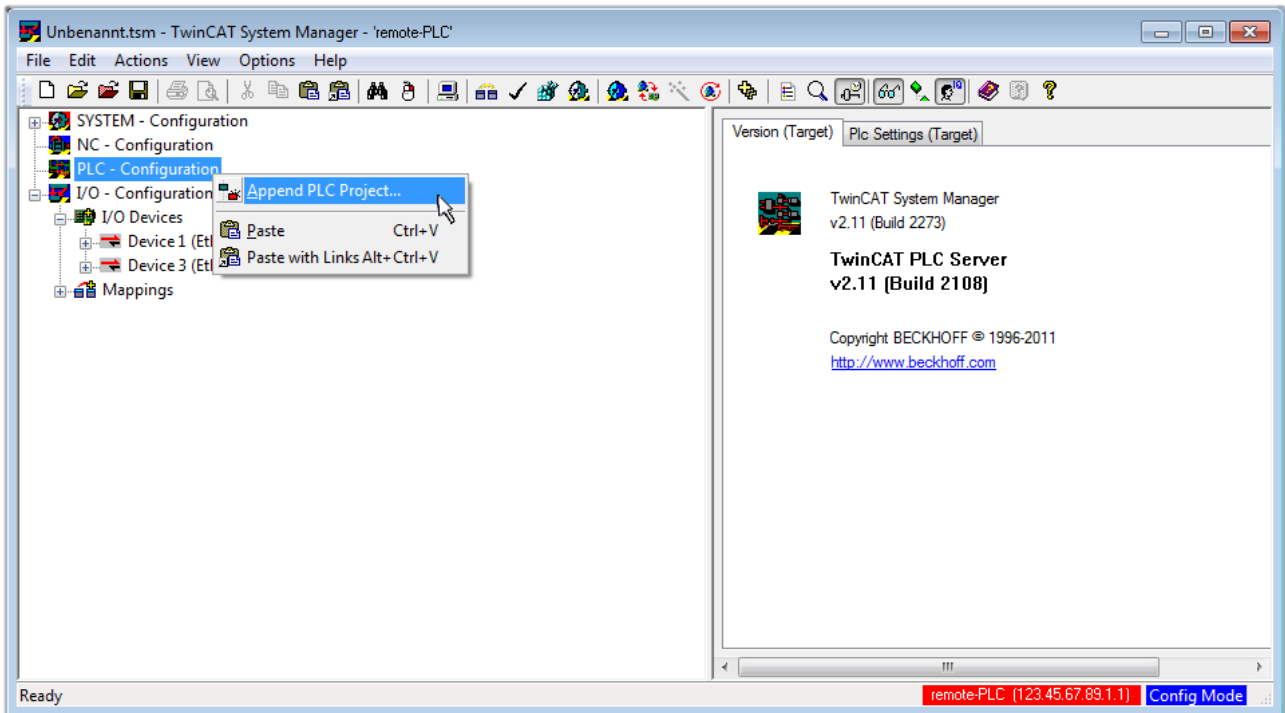 Unbenannt.tsm - TwinCAT System Manager - 'remote-PLC'
File Edit Actions View Options Help
SYSTEM - Configuration
NC - Configuration
PLC - Configuration
I/O - Configuration
I/O Devices
Device 1 (Etl
Device 3 (Etl
Mappings
Append PLC Project...
Paste Ctrl+V
Paste with Links Alt+Ctrl+V
Version (Target) Plc Settings (Target)
TwinCAT System Manager
v2.11 (Build 2273)
TwinCAT PLC Server
v2.11 (Build 2108)
Copyright BECKHOFF © 1996-2011
http://www.beckhoff.com
Ready remote-PLC (123.45.67.89.1.1) Config Mode